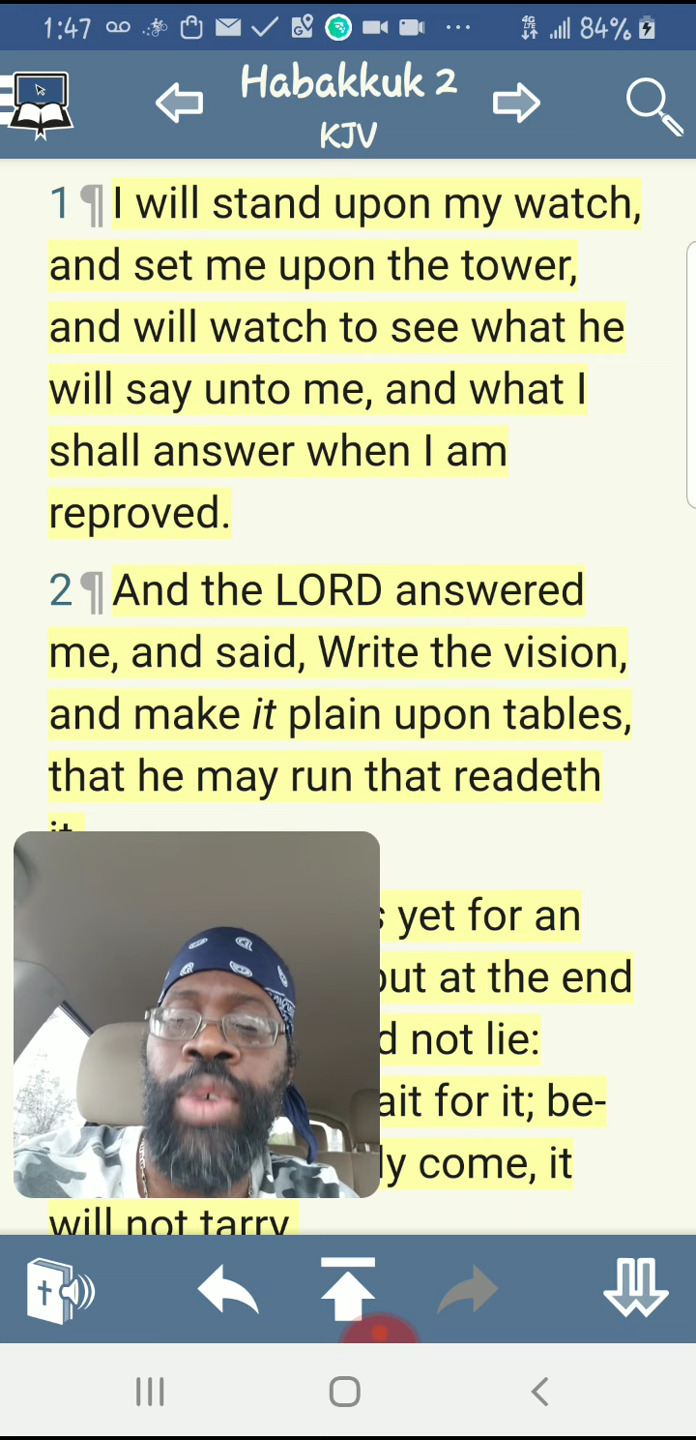 1:47
4G
LTE
84%
Habakkuk 2
KJV
1 ¶ I will stand upon my watch,
and set me upon the tower,
and will watch to see what he
will say unto me, and what I
shall answer when I am
reproved.
2 ¶ And the LORD answered
me, and said, Write the vision,
and make it plain upon tables,
that he may run that readeth
it.
yet for an
but at the end
not lie:
for it; be-
come, it
will not tarry